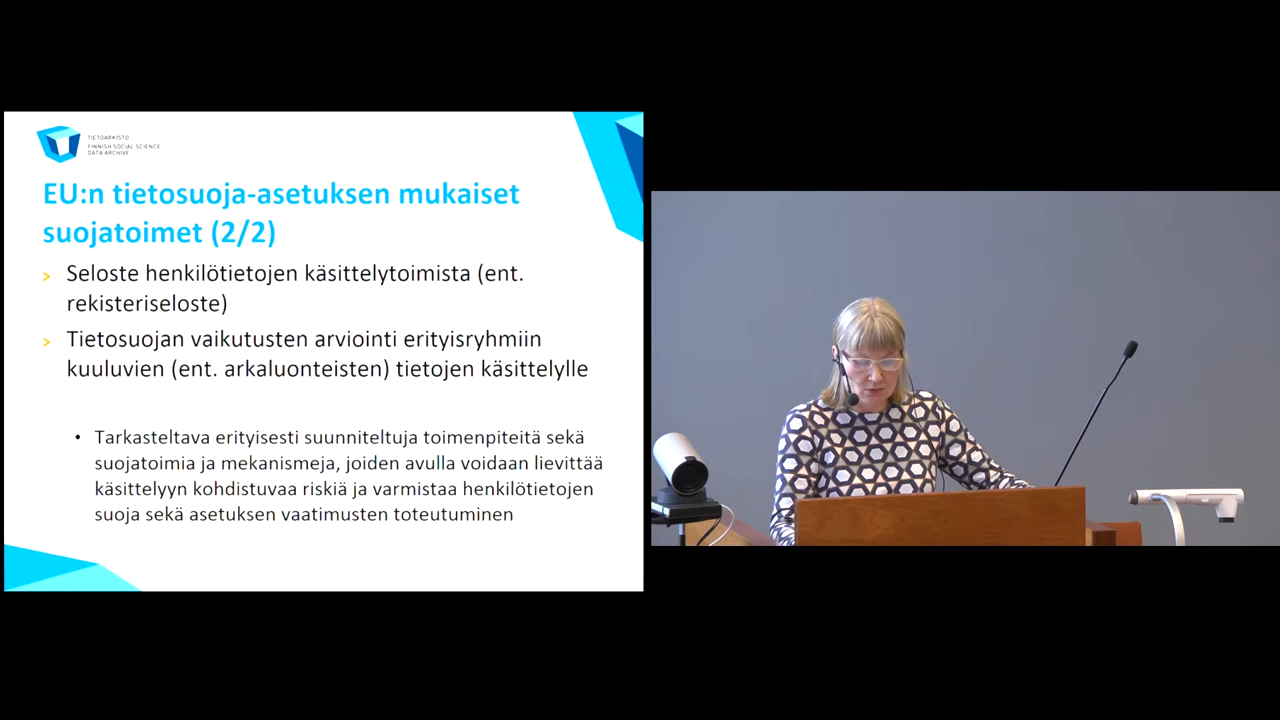 TIETOARKISTO
FINNISH SOCIAL SCIENCE
DATA ARCHIVE
EU:n tietosuoja-asetuksen mukaiset
suojatoimet (2/2)
> Seloste henkilötietojen käsittelytoimista (ent.
rekisteriseloste)
> Tietosuojan vaikutusten arviointi erityisryhmiin
kuuluvien (ent. arkaluonteisten) tietojen käsittelylle
• Tarkasteltava erityisesti suunniteltuja toimenpiteitä sekä
suojatoimia ja mekanismeja, joiden avulla voidaan lievittää
käsittelyyn kohdistuvaa riskiä ja varmistaa henkilötietojen
suoja sekä asetuksen vaatimusten toteutuminen